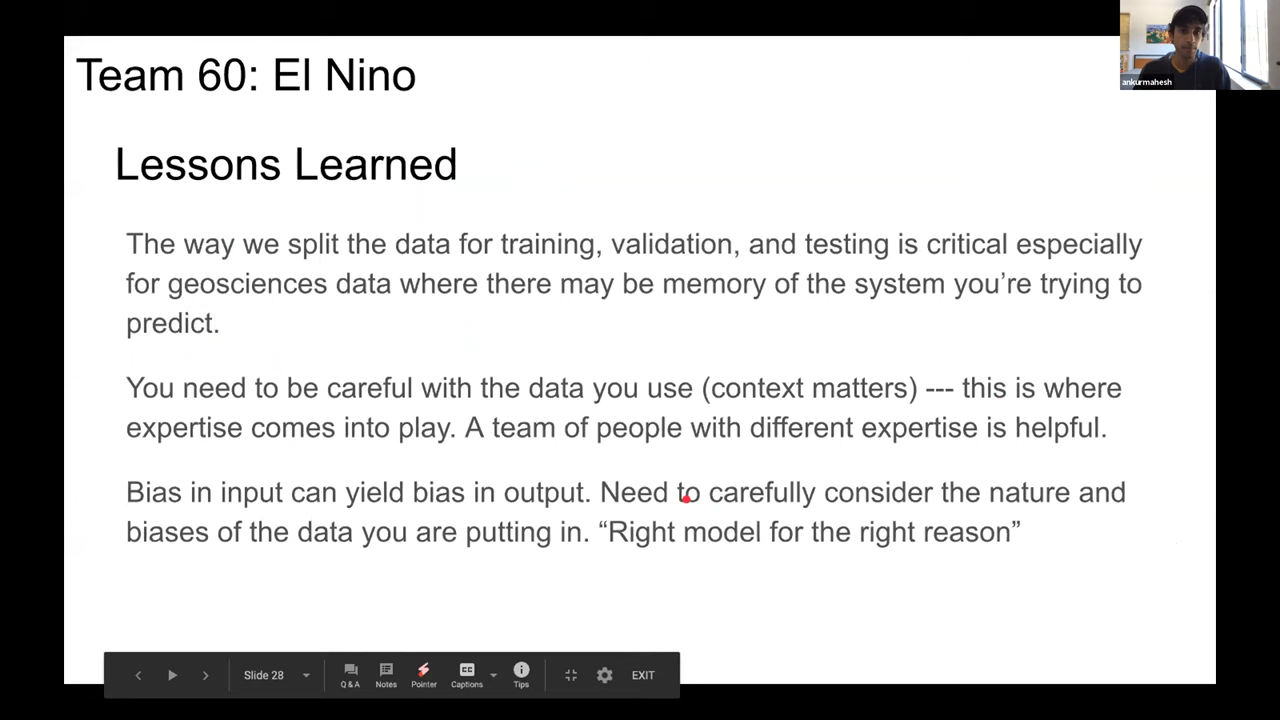 ankurmahesh
Team 60: El Nino
Lessons Learned
The way we split the data for training, validation, and testing is critical especially
for geosciences data where there may be memory of the system you’re trying to
predict.
You need to be careful with the data you use (context matters) --- this is where
expertise comes into play. A team of people with different expertise is helpful.
Bias in input can yield bias in output. Need to carefully consider the nature and
biases of the data you are putting in. “Right model for the right reason”
Slide 28
Q & A
Notes
Pointer
CC
Captions
Tips
EXIT